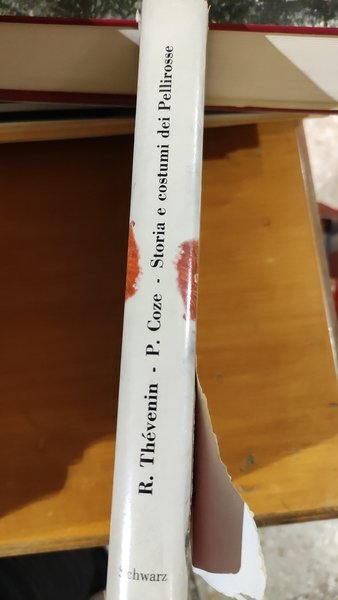 R. Thévenin - P. Coze - Storia e costumi dei Pellirosse
Schwarz